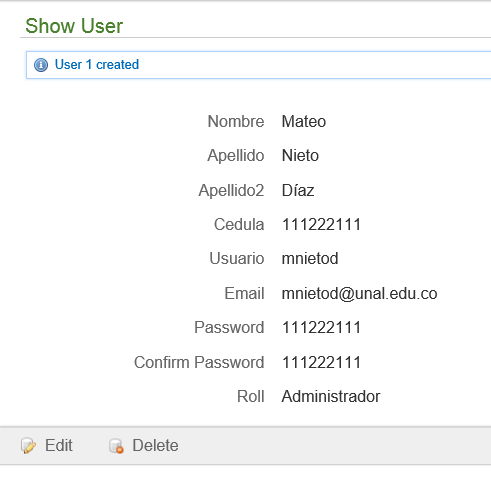 Show User
User 1 created
Nombre Mateo
Apellido Nieto
Apellido2 Díaz
Cedula 111222111
Usuario mnietod
Email mnietod@unal.edu.co
Password 111222111
Confirm Password 111222111
Roll Administrador
Edit Delete